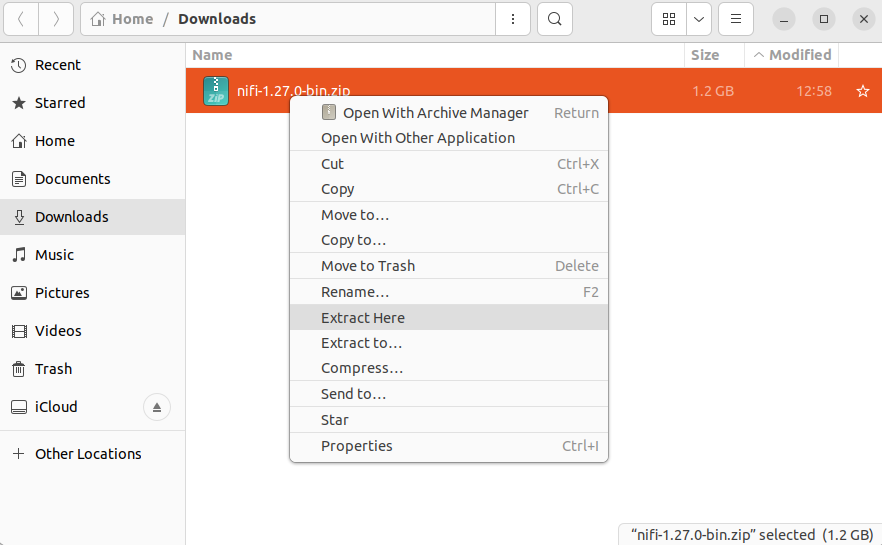 Home / Downloads
Name Size Modified
Recent
Starred
Home
Documents
Downloads
Music
Pictures
Videos
Trash
iCloud
Other Locations
ZIP nifi-1.27.0-bin.zip 1.2 GB 12:58
Open With Archive Manager Return
Open With Other Application
Cut Ctrl+X
Copy Ctrl+C
Move to…
Copy to…
Move to Trash Delete
Rename… F2
Extract Here
Extract to…
Compress…
Send to…
Star
Properties Ctrl+I
“nifi-1.27.0-bin.zip” selected (1.2 GB)